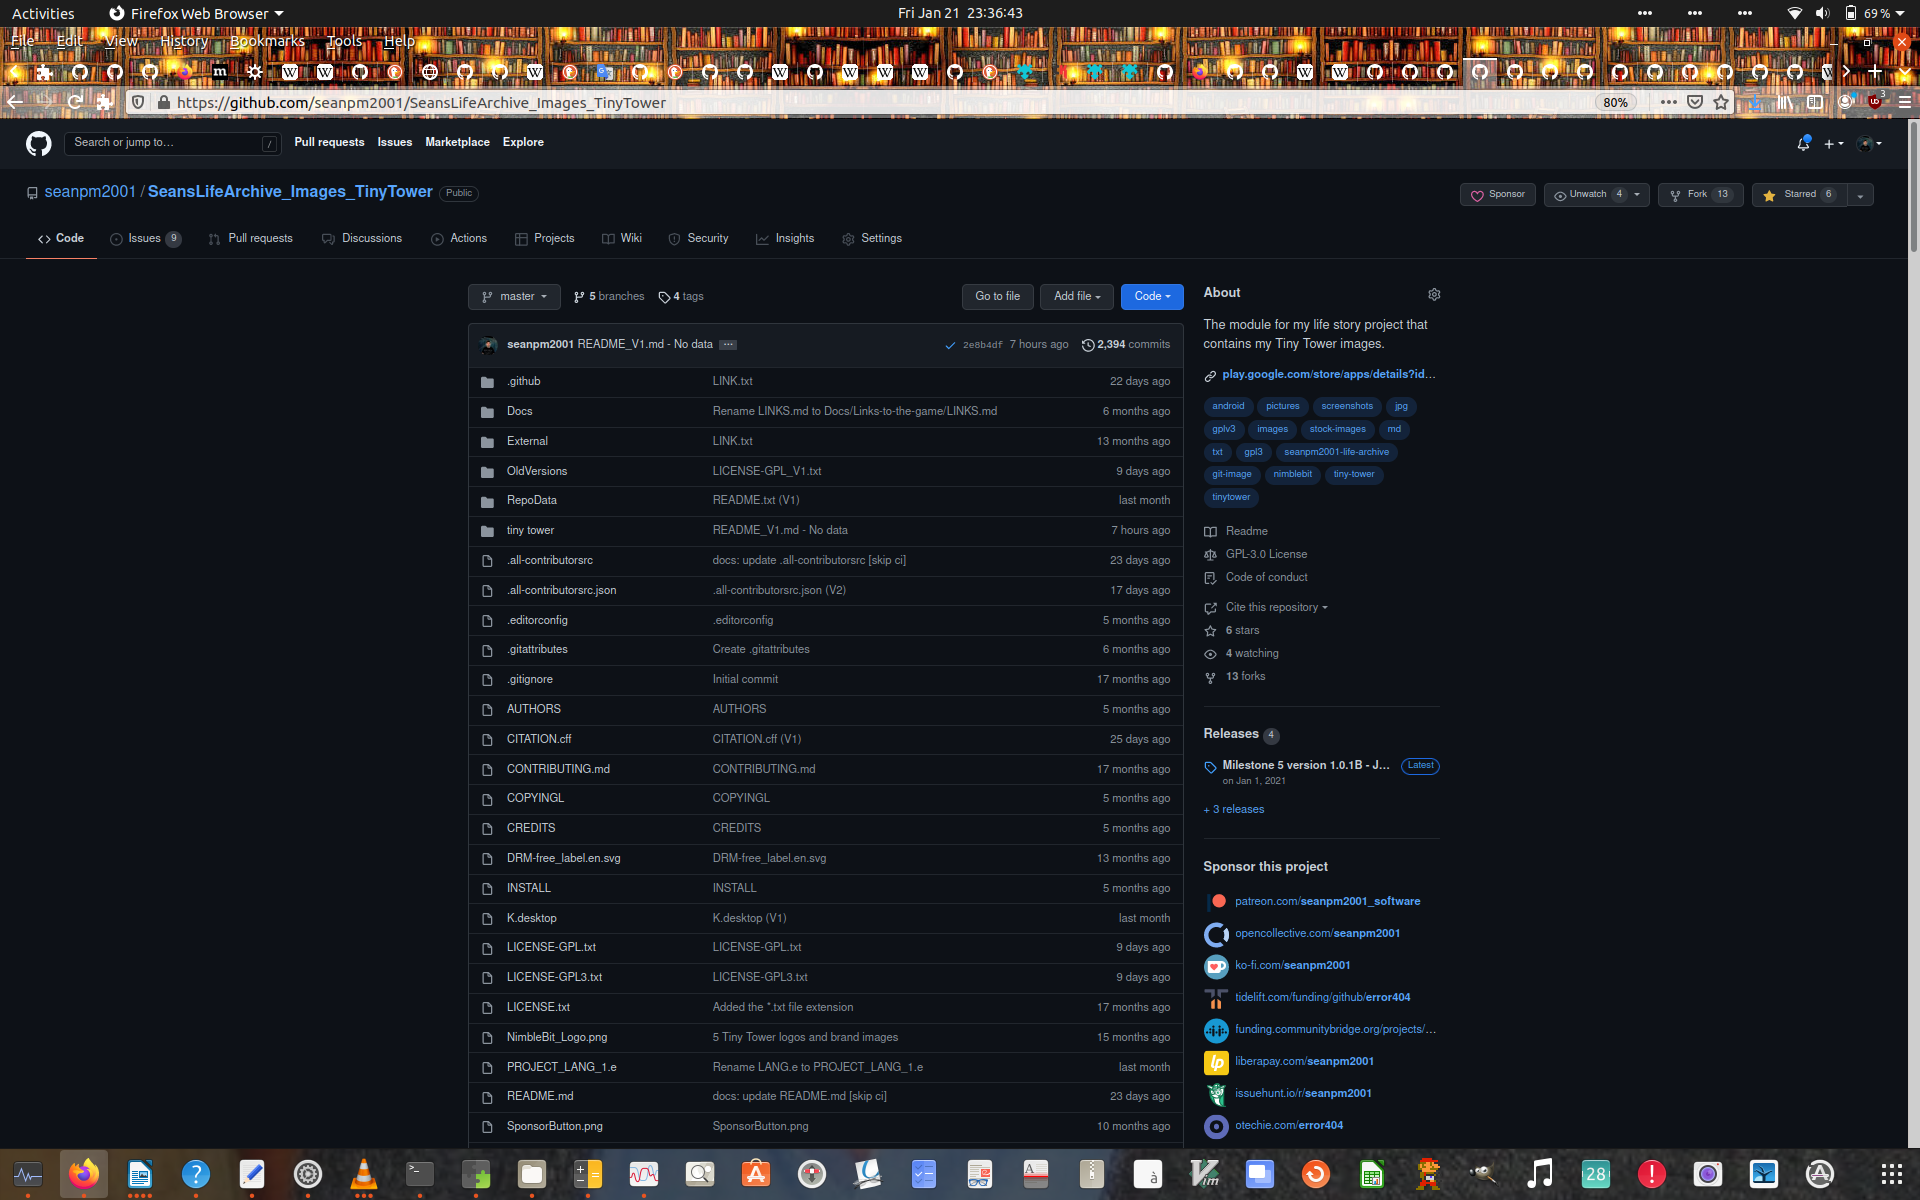 Activities Firefox Web Browser Fri Jan 21 23:36:43 69 %
File Edit View History Bookmarks Tools Help
https://github.com/seanpm2001/SeansLifeArchive_Images_TinyTower 80% 3
Search or jump to... / Pull requests Issues Marketplace Explore
seanpm2001 / SeansLifeArchive_Images_TinyTower Public Sponsor Unwatch 4 Fork 13 Starred 6
Code Issues 9 Pull requests Discussions Actions Projects Wiki Security Insights Settings
master 5 branches 4 tags Go to file Add file Code
seanpm2001 README_V1.md - No data ... 2e8b4df 7 hours ago 2,394 commits
.github LINK.txt 22 days ago
Docs Rename LINKS.md to Docs/Links-to-the-game/LINKS.md 6 months ago
External LINK.txt 13 months ago
OldVersions LICENSE-GPL_V1.txt 9 days ago
RepoData README.txt (V1) last month
tiny tower README_V1.md - No data 7 hours ago
.all-contributorsrc docs: update .all-contributorsrc [skip ci] 23 days ago
.all-contributorsrc.json .all-contributorsrc.json (V2) 17 days ago
.editorconfig .editorconfig 5 months ago
.gitattributes Create .gitattributes 6 months ago
.gitignore Initial commit 17 months ago
AUTHORS AUTHORS 5 months ago
CITATION.cff CITATION.cff (V1) 25 days ago
CONTRIBUTING.md CONTRIBUTING.md 17 months ago
COPYINGL COPYINGL 5 months ago
CREDITS CREDITS 5 months ago
DRM-free_label.en.svg DRM-free_label.en.svg 13 months ago
INSTALL INSTALL 5 months ago
K.desktop K.desktop (V1) last month
LICENSE-GPL.txt LICENSE-GPL.txt 9 days ago
LICENSE-GPL3.txt LICENSE-GPL3.txt 9 days ago
LICENSE.txt Added the *.txt file extension 17 months ago
NimbleBit_Logo.png 5 Tiny Tower logos and brand images 15 months ago
PROJECT_LANG_1.e Rename LANG.e to PROJECT_LANG_1.e last month
README.md docs: update README.md [skip ci] 23 days ago
SponsorButton.png SponsorButton.png 10 months ago
About
The module for my life story project that
contains my Tiny Tower images.
play.google.com/store/apps/details?id...
android pictures screenshots jpg
gplv3 images stock-images md
txt gpl3 seanpm2001-life-archive
git-image nimblebit tiny-tower
tinytower
Readme
GPL-3.0 License
Code of conduct
Cite this repository
6 stars
4 watching
13 forks
Releases 4
Milestone 5 version 1.0.1B - J... Latest
on Jan 1, 2021
+ 3 releases
Sponsor this project
patreon.com/seanpm2001_software
opencollective.com/seanpm2001
ko-fi.com/seanpm2001
tidelift.com/funding/github/error404
funding.communitybridge.org/projects/...
liberapay.com/seanpm2001
issuehunt.io/r/seanpm2001
otechie.com/error404
28